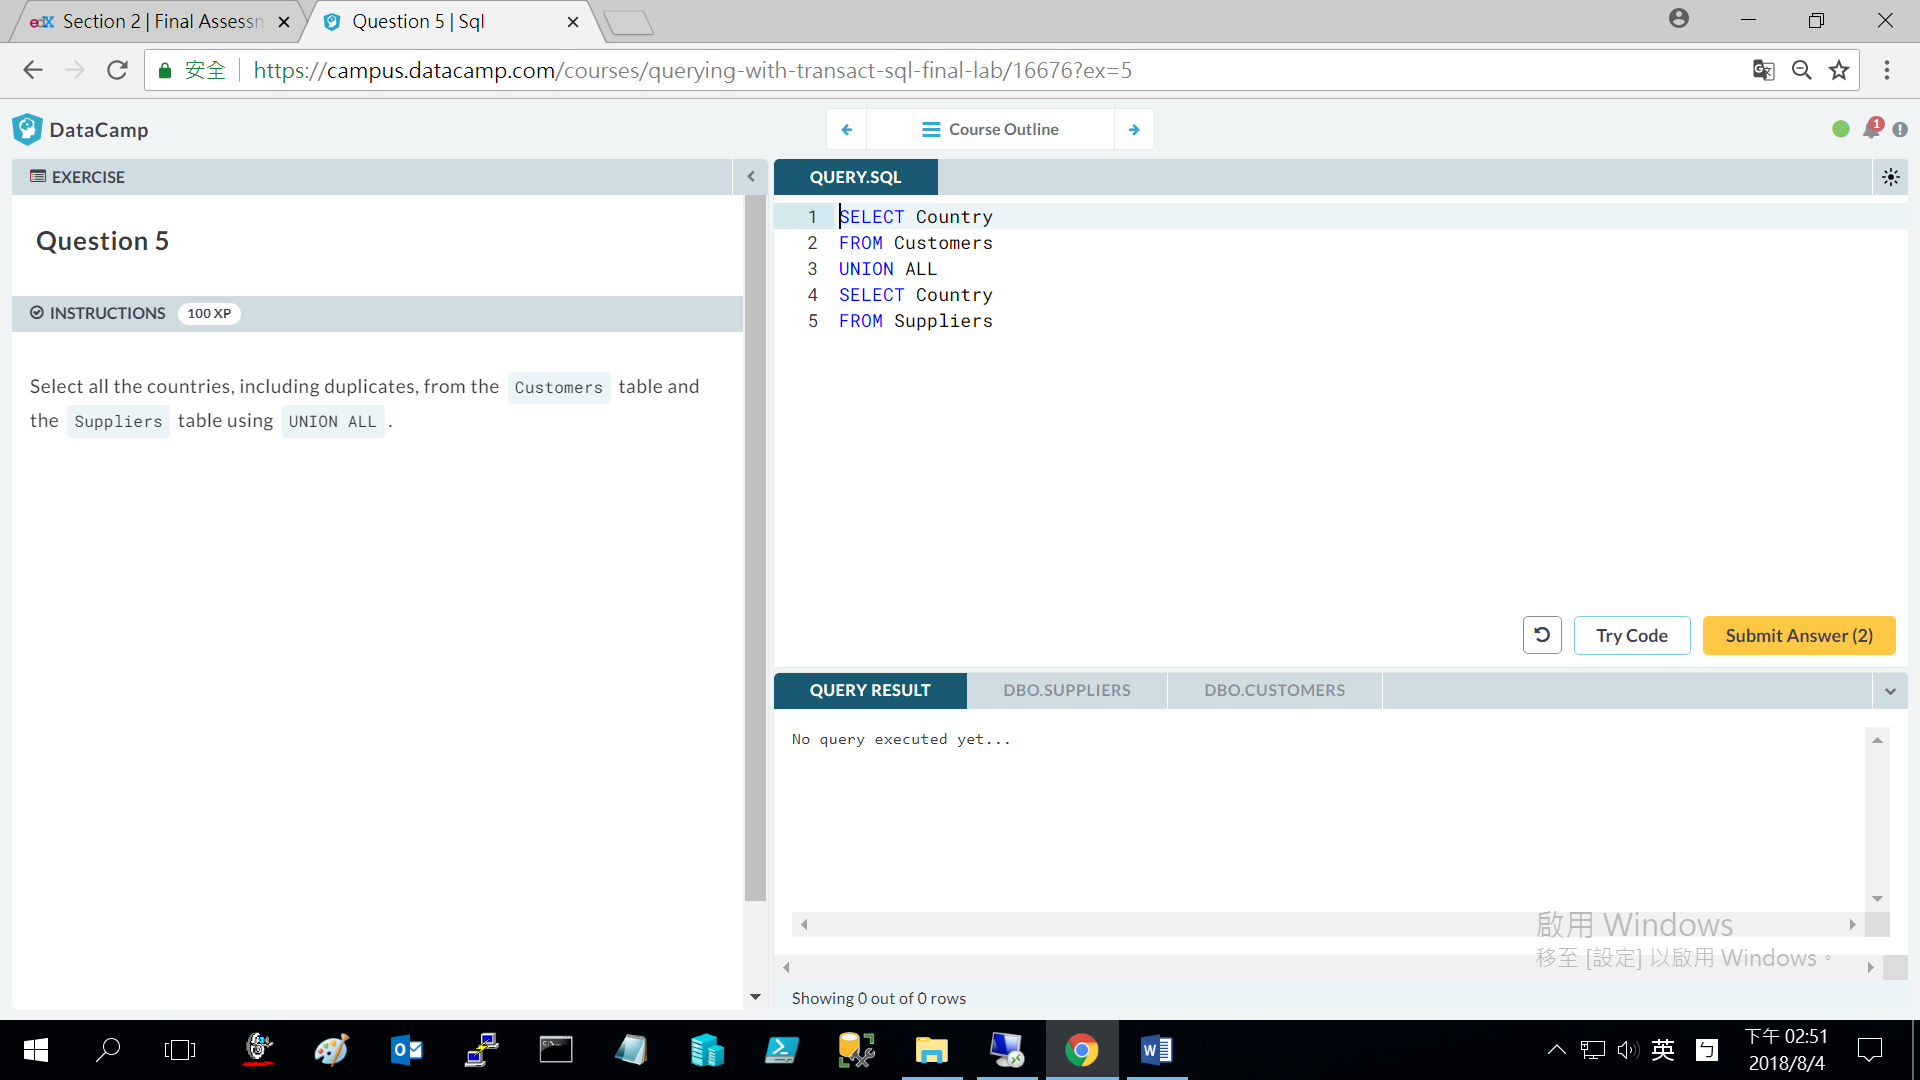 edX Section 2 | Final Assessm
Question 5 | Sql
安全 https://campus.datacamp.com/courses/querying-with-transact-sql-final-lab/16676?ex=5
DataCamp
Course Outline
1
EXERCISE
Question 5
INSTRUCTIONS 100 XP
Select all the countries, including duplicates, from the Customers table and
the Suppliers table using UNION ALL .
QUERY.SQL
1 SELECT Country
2 FROM Customers
3 UNION ALL
4 SELECT Country
5 FROM Suppliers
Try Code
Submit Answer (2)
QUERY RESULT
DBO.SUPPLIERS
DBO.CUSTOMERS
No query executed yet...
啟用 Windows
移至 [設定] 以啟用 Windows。
Showing 0 out of 0 rows
英
ㄅ
下午 02:51
2018/8/4